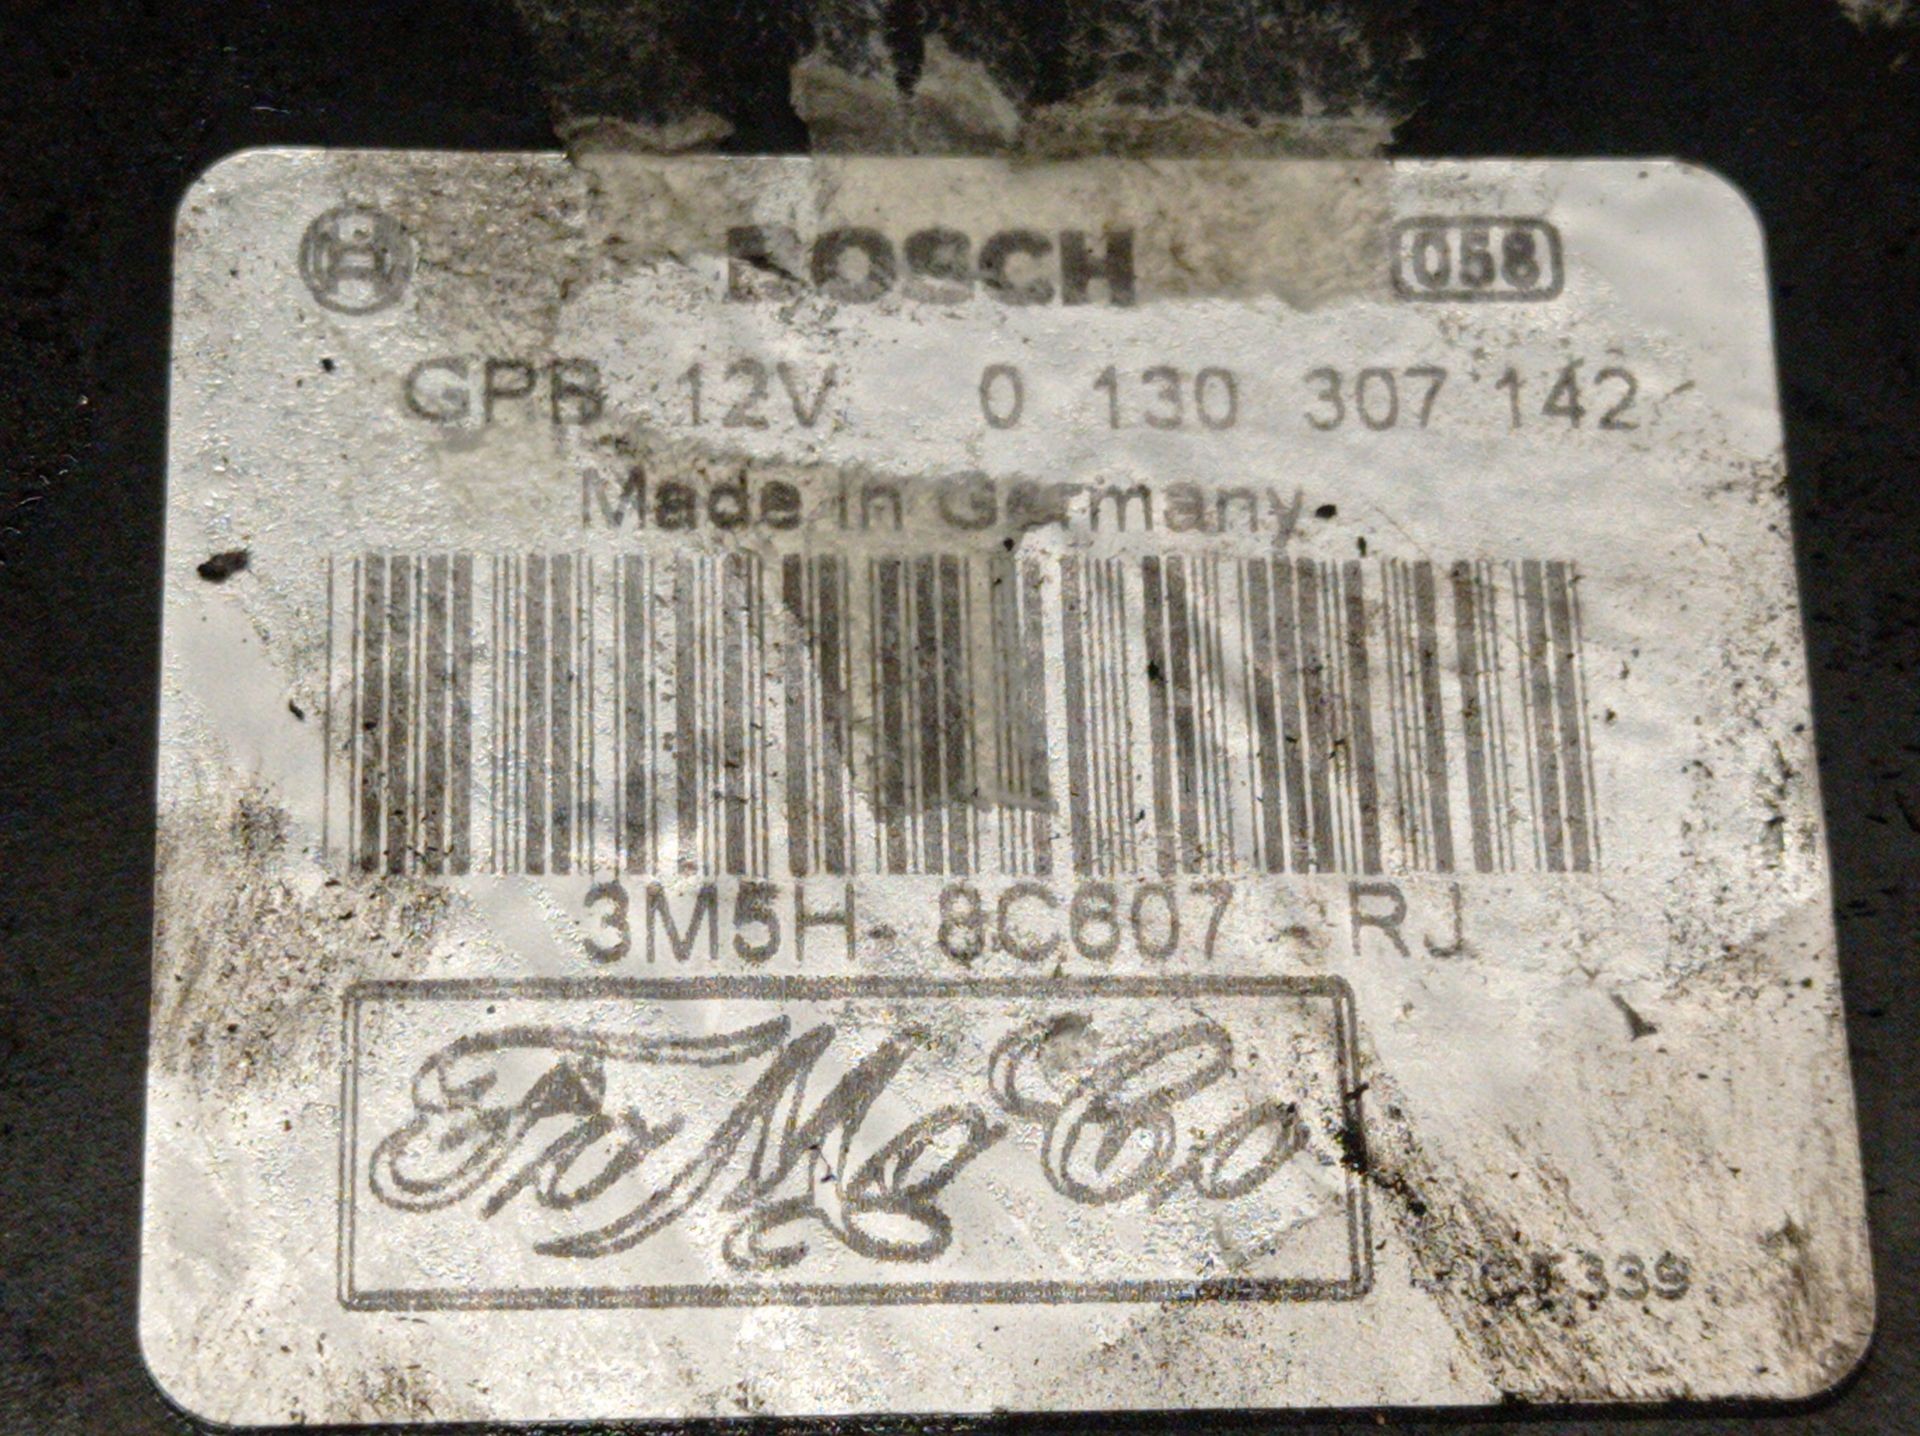 BOSCH 058
GPB 12V 0 130 307 142
Made in Germany
3M5H - 8C607 - RJ
FoMoCo
339